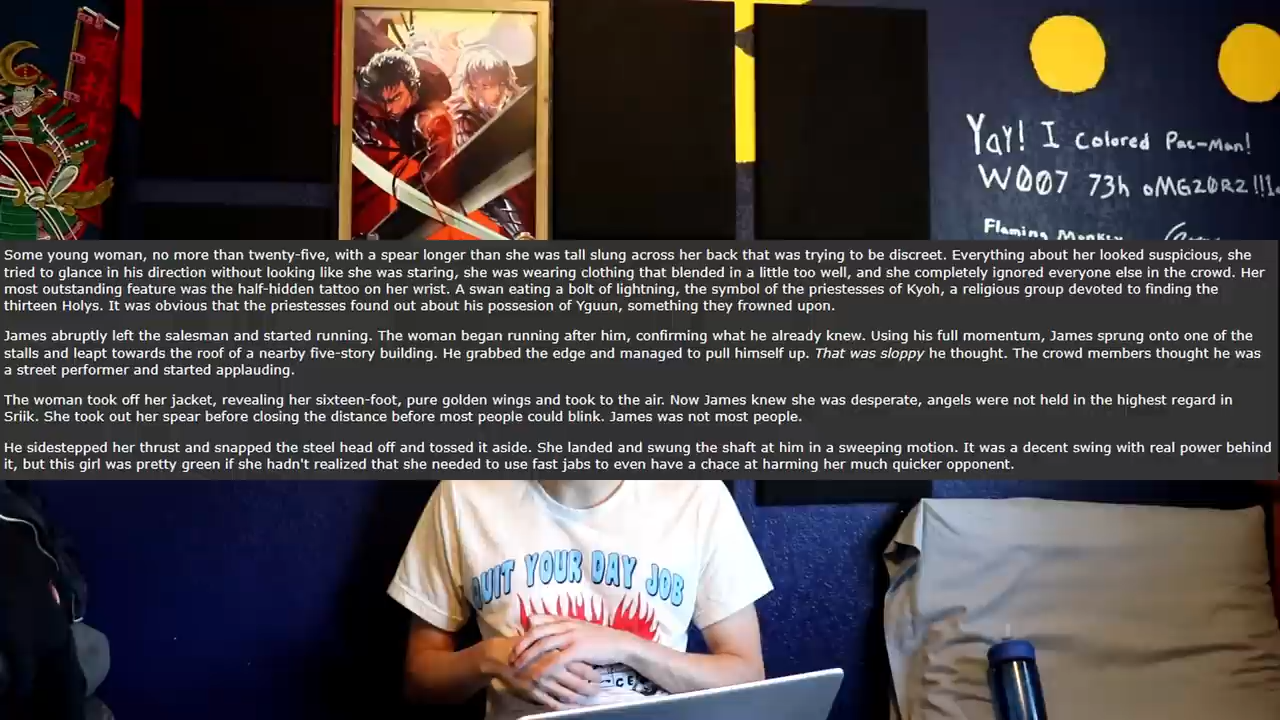 Yay! I Colored Pac-Man!
W007 73h oMGZ0RZ !!1
Flaming Monkey
Some young woman, no more than twenty-five, with a spear longer than she was tall slung across her back that was trying to be discreet. Everything about her looked suspicious, she
tried to glance in his direction without looking like she was staring, she was wearing clothing that blended in a little too well, and she completely ignored everyone else in the crowd. Her
most outstanding feature was the half-hidden tattoo on her wrist. A swan eating a bolt of lightning, the symbol of the priestesses of Kyoh, a religious group devoted to finding the
thirteen Holys. It was obvious that the priestesses found out about his possesion of Yguun, something they frowned upon.
James abruptly left the salesman and started running. The woman began running after him, confirming what he already knew. Using his full momentum, James sprung onto one of the
stalls and leapt towards the roof of a nearby five-story building. He grabbed the edge and managed to pull himself up. That was sloppy he thought. The crowd members thought he was
a street performer and started applauding.
The woman took off her jacket, revealing her sixteen-foot, pure golden wings and took to the air. Now James knew she was desperate, angels were not held in the highest regard in
Sriik. She took out her spear before closing the distance before most people could blink. James was not most people.
He sidestepped her thrust and snapped the steel head off and tossed it aside. She landed and swung the shaft at him in a sweeping motion. It was a decent swing with real power behind
it, but this girl was pretty green if she hadn't realized that she needed to use fast jabs to even have a chace at harming her much quicker opponent.
QUIT YOUR DAY JOB